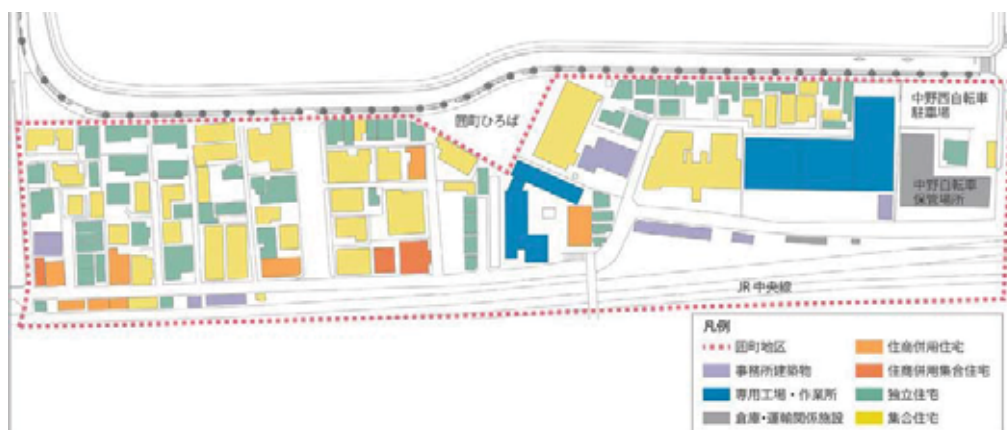 中野西自転車
駐車場
囲町ひろば
中野自転車
保管場所
JR 中央線
凡例
囲町地区
住商併用住宅
事務所建築物
住商併用集合住宅
専用工場・作業所
独立住宅
倉庫・運輸関係施設
集合住宅